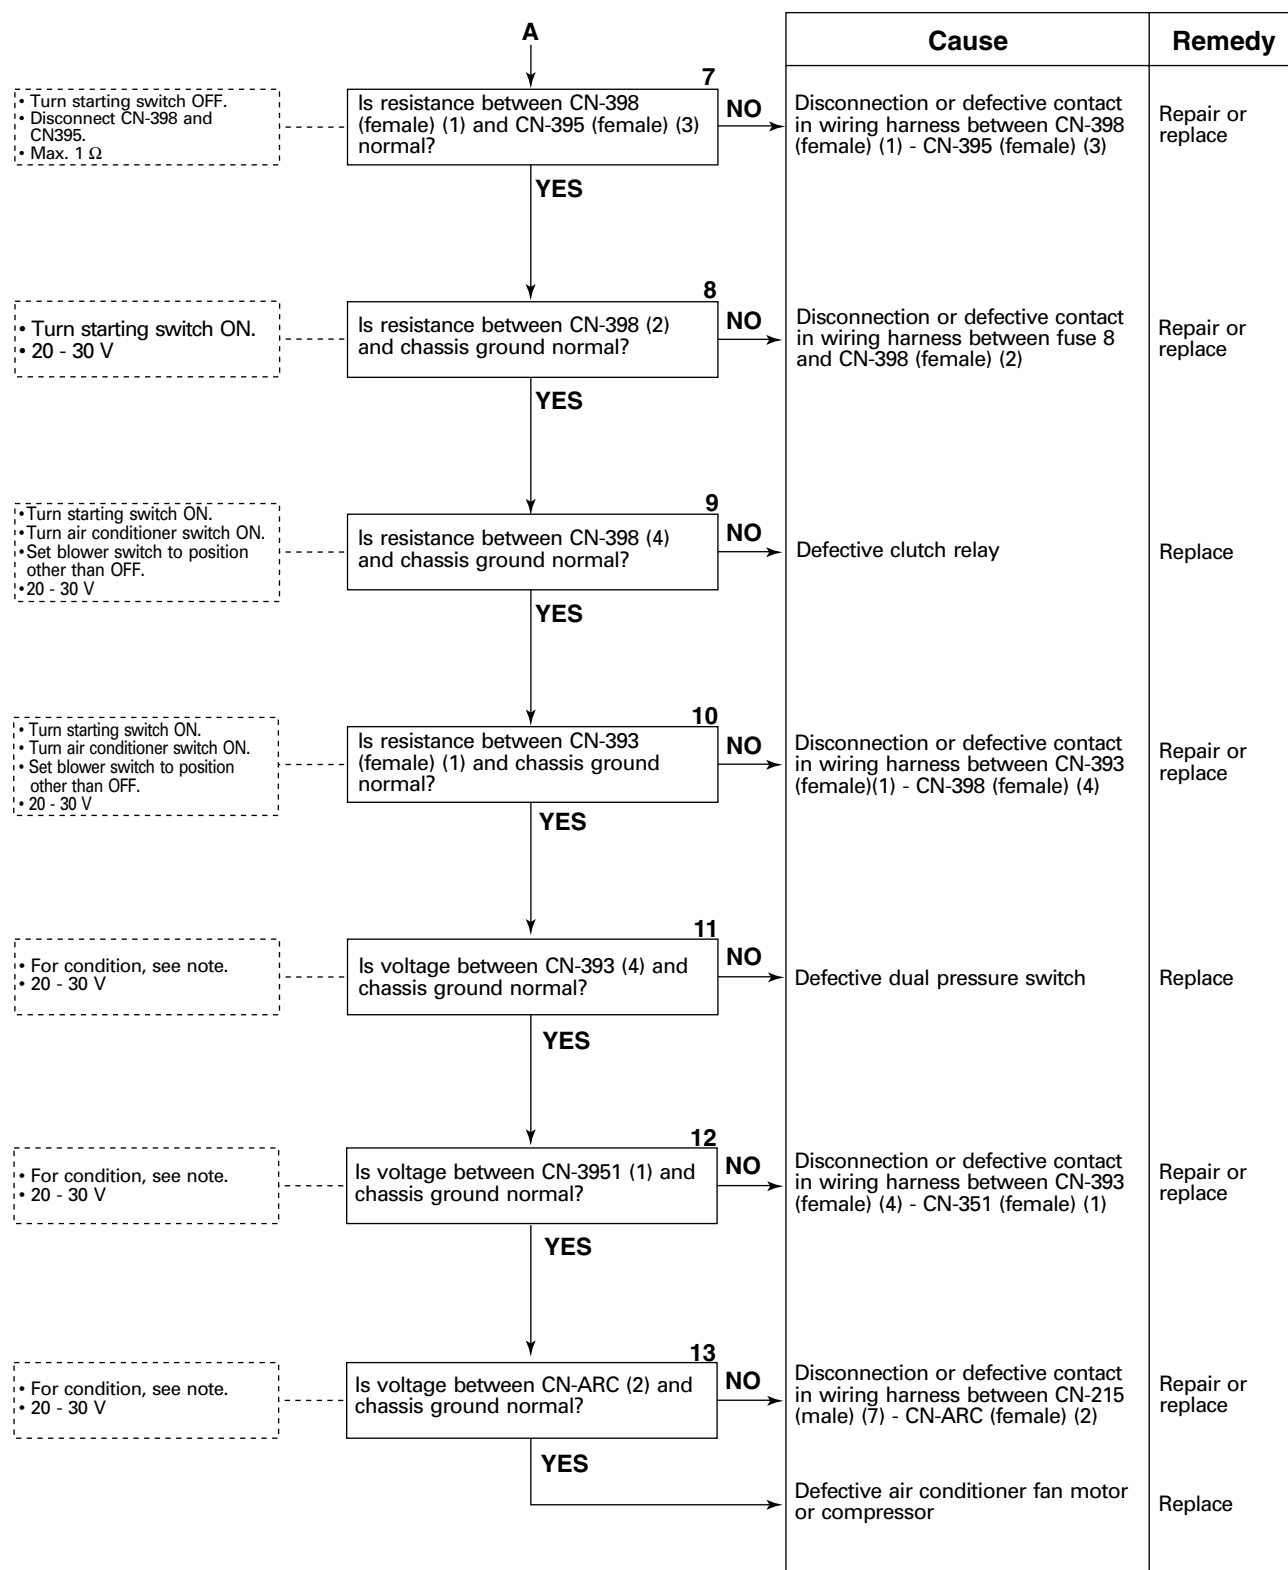 A
Cause
Remedy
7
• Turn starting switch OFF.
• Disconnect CN-398 and
CN395.
• Max. 1 Ω
Is resistance between CN-398
(female) (1) and CN-395 (female) (3)
normal?
NO
Disconnection or defective contact
in wiring harness between CN-398
(female) (1) - CN-395 (female) (3)
Repair or
replace
YES
8
• Turn starting switch ON.
• 20 - 30 V
Is resistance between CN-398 (2)
and chassis ground normal?
NO
Disconnection or defective contact
in wiring harness between fuse 8
and CN-398 (female) (2)
Repair or
replace
YES
9
• Turn starting switch ON.
• Turn air conditioner switch ON.
• Set blower switch to position
other than OFF.
• 20 - 30 V
Is resistance between CN-398 (4)
and chassis ground normal?
NO
Defective clutch relay
Replace
YES
10
• Turn starting switch ON.
• Turn air conditioner switch ON.
• Set blower switch to position
other than OFF.
• 20 - 30 V
Is resistance between CN-393
(female) (1) and chassis ground
normal?
NO
Disconnection or defective contact
in wiring harness between CN-393
(female)(1) - CN-398 (female) (4)
Repair or
replace
YES
11
• For condition, see note.
• 20 - 30 V
Is voltage between CN-393 (4) and
chassis ground normal?
NO
Defective dual pressure switch
Replace
YES
12
• For condition, see note.
• 20 - 30 V
Is voltage between CN-3951 (1) and
chassis ground normal?
NO
Disconnection or defective contact
in wiring harness between CN-393
(female) (4) - CN-351 (female) (1)
Repair or
replace
YES
13
• For condition, see note.
• 20 - 30 V
Is voltage between CN-ARC (2) and
chassis ground normal?
NO
Disconnection or defective contact
in wiring harness between CN-215
(male) (7) - CN-ARC (female) (2)
Repair or
replace
YES
Defective air conditioner fan motor
or compressor
Replace